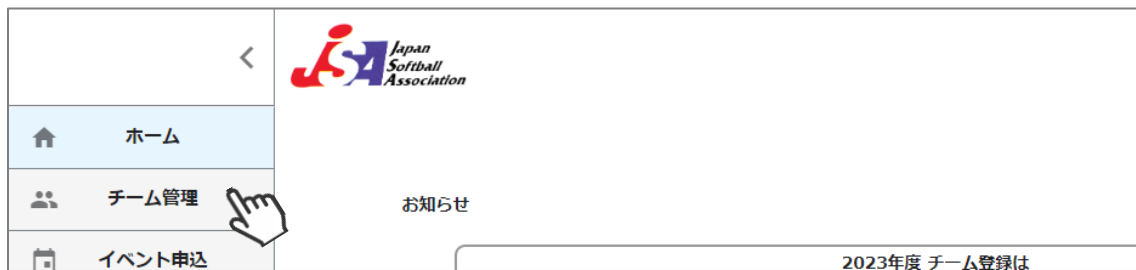 JSA
Japan
Softball
Association
ホーム
チーム管理
イベント申込
お知らせ
2023年度 チーム登録は